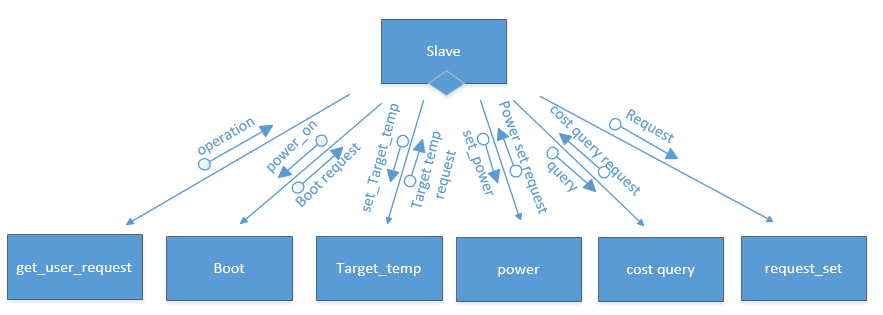 Slave
operation
power_on
Boot request
set_Target_temp
Target temp
request
set_power
Power set request
cost query request
query
Request
get_user_request
Boot
Target_temp
power
cost query
request_set